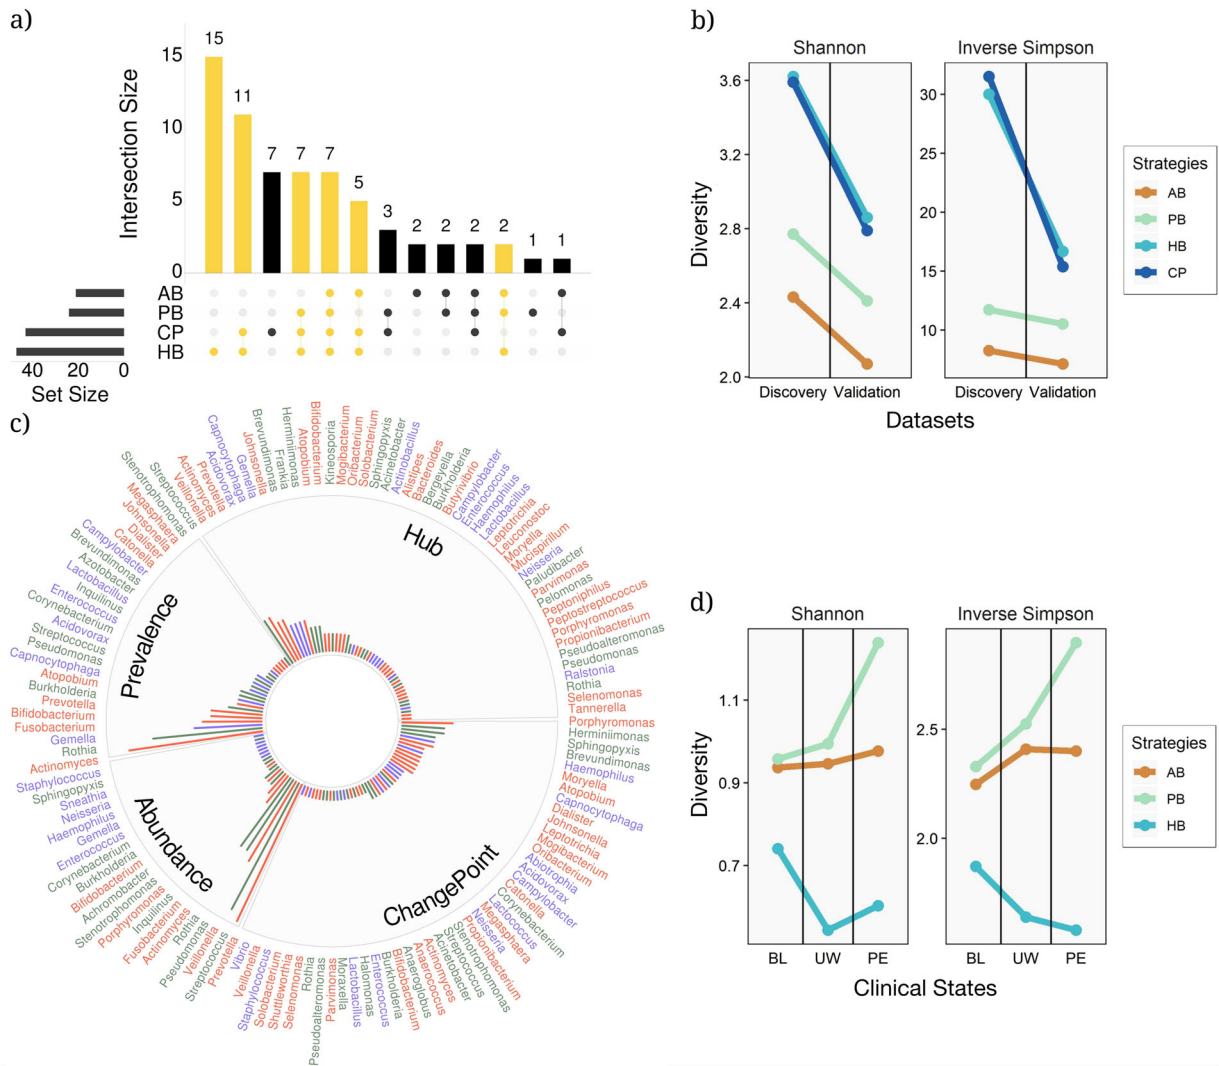 a)
Intersection Size
15
10
5
0
15
11
7
7
7
5
3
2
2
2
2
1
1
AB
PB
CP
HB
40
20
0
Set Size
b)
Shannon
Inverse Simpson
Diversity
3.6
3.2
2.8
2.4
2.0
30
25
20
15
10
Discovery
Validation
Discovery
Validation
Datasets
Strategies
AB
PB
HB
CP
c)
Hub
Capnocytophaga
Acidovorax
Gemella
Johnsonella
Brevundimonas
Frankia
Herminiimonas
Atopobium
Bifidobacterium
Kineosporia
Mogibacterium
Oribacterium
Solobacterium
Sphingopyxis
Acinetobacter
Actinobacillus
Alistipes
Bacteroides
Bergeyella
Burkholderia
Butyrivibrio
Campylobacter
Enterococcus
Haemophilus
Lactobacillus
Leptotrichia
Leuconostoc
Moryella
Mucispirillum
Neisseria
Paludibacter
Parvimonas
Pelomonas
Peptoniphilus
Peptostreptococcus
Porphyromonas
Propionibacterium
Pseudoalteromonas
Pseudomonas
Ralstonia
Rothia
Selenomonas
Tannerella
ChangePoint
Porphyromonas
Herminiimonas
Sphingopyxis
Brevundimonas
Haemophilus
Moryella
Atopobium
Capnocytophaga
Dialister
Johnsonella
Leptotrichia
Mogibacterium
Oribacterium
Abiotrophia
Acidovorax
Campylobacter
Catonella
Corynebacterium
Lactococcus
Megasphaera
Neisseria
Propionibacterium
Stenotrophomonas
Streptococcus
Acinetobacter
Actinomyces
Anaerococcus
Anaeroglobus
Bifidobacterium
Burkholderia
Enterococcus
Halomonas
Lactobacillus
Moraxella
Parvimonas
Pseudoalteromonas
Rothia
Selenomonas
Shuttleworthia
Solobacterium
Staphylococcus
Veillonella
Vibrio
Abundance
Prevotella
Veillonella
Streptococcus
Pseudomonas
Rothia
Actinomyces
Fusobacterium
Inquilinus
Porphyromonas
Stenotrophomonas
Achromobacter
Bifidobacterium
Burkholderia
Corynebacterium
Enterococcus
Gemella
Haemophilus
Neisseria
Sneathia
Sphingopyxis
Staphylococcus
Prevalence
Actinomyces
Rothia
Gemella
Fusobacterium
Bifidobacterium
Prevotella
Burkholderia
Atopobium
Capnocytophaga
Pseudomonas
Streptococcus
Acidovorax
Corynebacterium
Enterococcus
Inquilinus
Lactobacillus
Azotobacter
Brevundimonas
Campylobacter
Catonella
Dialister
Johnsonella
Megasphaera
Stenotrophomonas
Streptococcus
Veillonella
Actinomyces
Prevotella
d)
Shannon
Inverse Simpson
Diversity
1.1
0.9
0.7
2.5
2.0
BL
UW
PE
BL
UW
PE
Clinical States
Strategies
AB
PB
HB